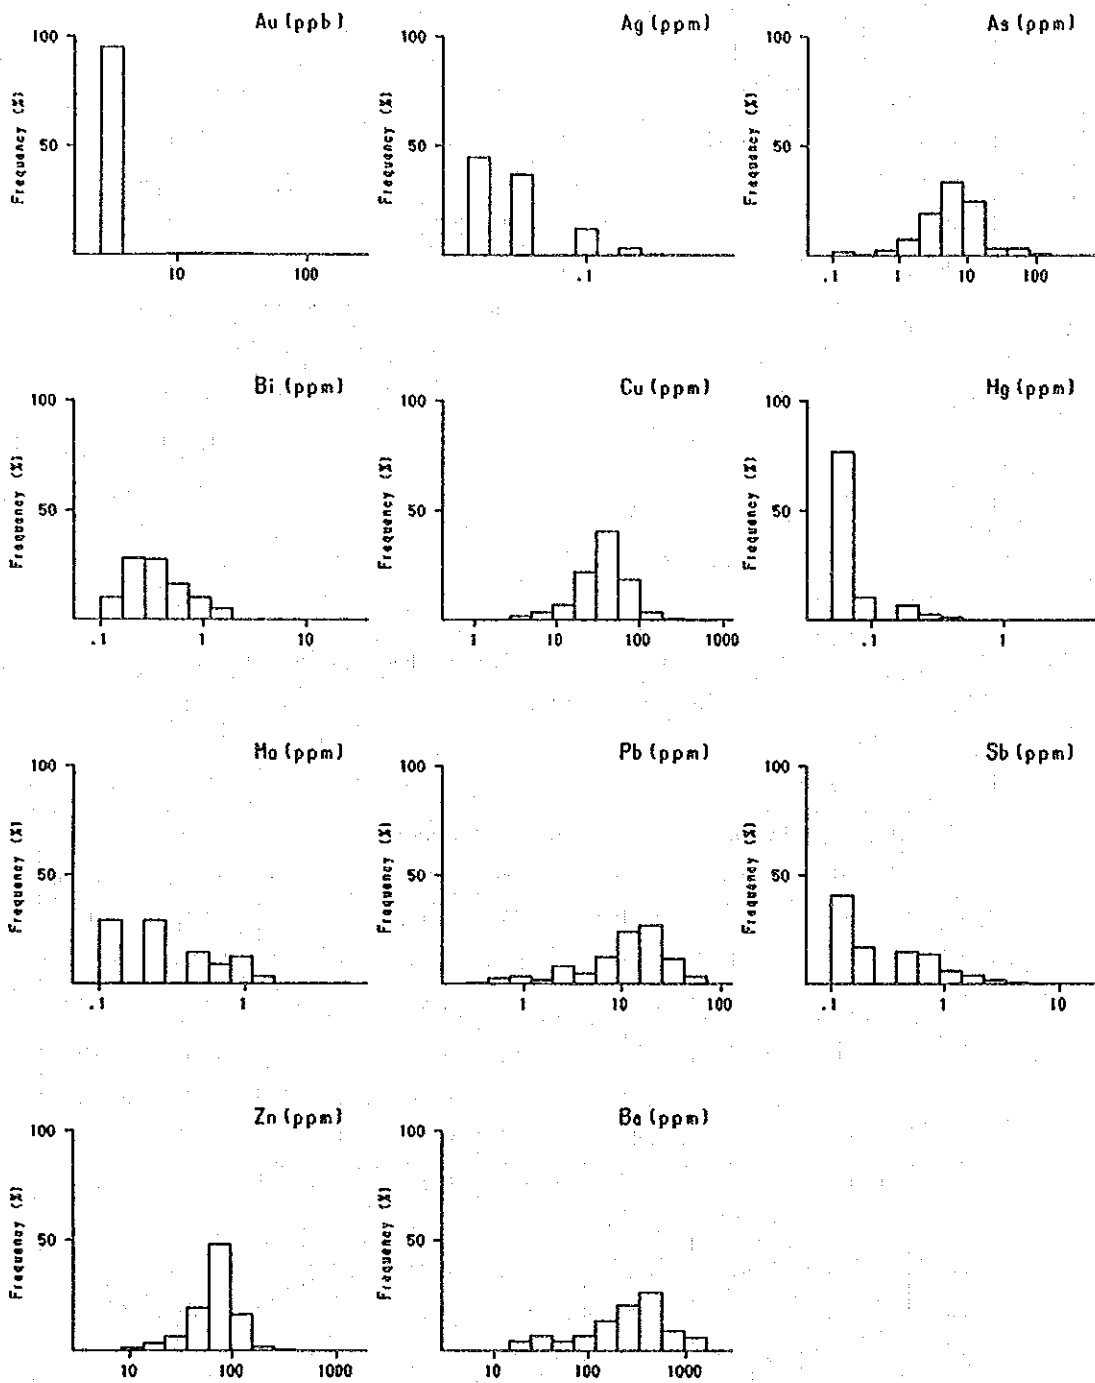 Au (ppb)
100
50
Frequency (%)
10 100
Ag (ppm)
100
50
Frequency (%)
.1
As (ppm)
100
50
Frequency (%)
.1 1 10 100
Bi (ppm)
100
50
Frequency (%)
.1 1 10
Cu (ppm)
100
50
Frequency (%)
1 10 100 1000
Hg (ppm)
100
50
Frequency (%)
.1 1
Mo (ppm)
100
50
Frequency (%)
.1 1
Pb (ppm)
100
50
Frequency (%)
1 10 100
Sb (ppm)
100
50
Frequency (%)
.1 1 10
Zn (ppm)
100
50
Frequency (%)
10 100 1000
Ba (ppm)
100
50
Frequency (%)
10 100 1000